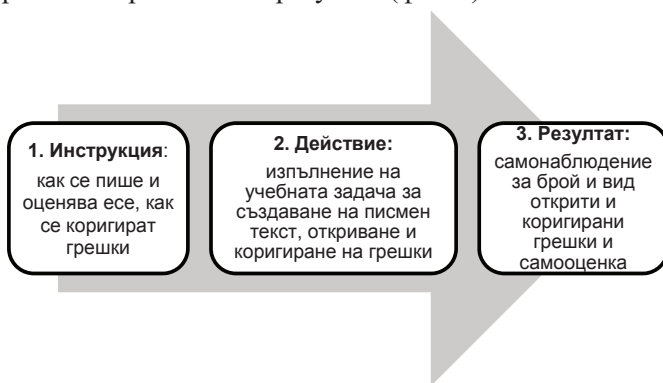 1. Инструкция:
как се пише и
оценява есе, как
се коригират
грешки
2. Действие:
изпълнение на
учебната задача за
създаване на писмен
текст, откриване и
коригиране на грешки
3. Резултат:
самонаблюдение
за брой и вид
открити и
коригирани
грешки и
самооценка